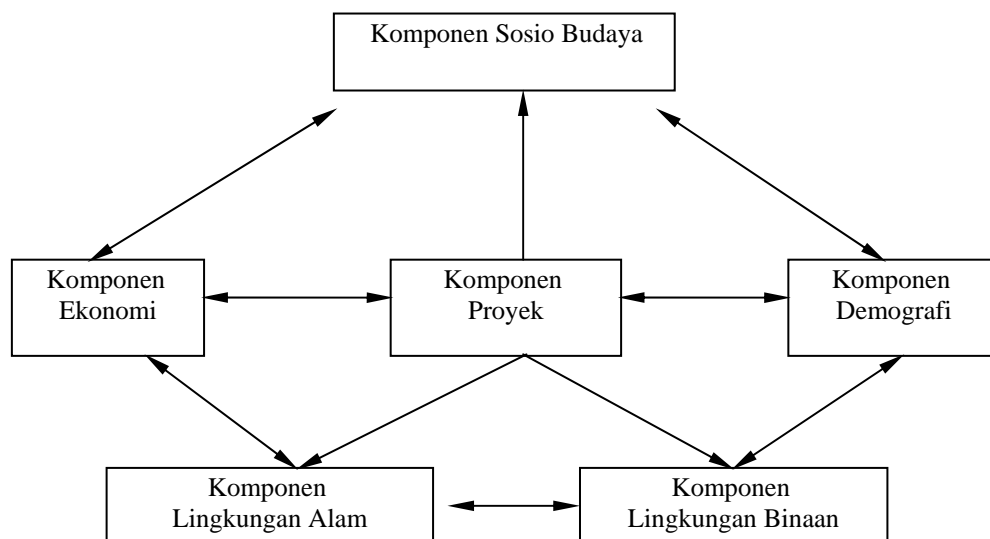 Komponen Sosio Budaya
Komponen
Ekonomi
Komponen
Proyek
Komponen
Demografi
Komponen
Lingkungan Alam
Komponen
Lingkungan Binaan